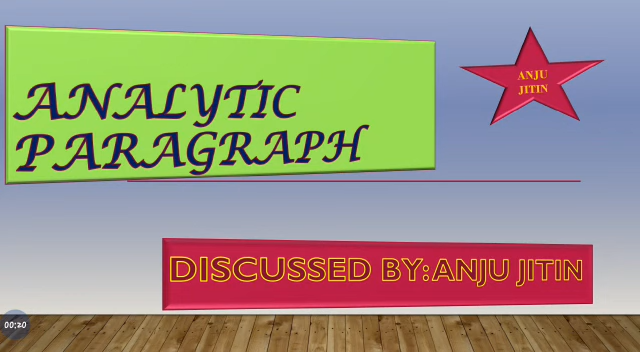 ANJU
JITIN
ANALYTIC
PARAGRAPH
DISCUSSED BY:ANJU JITIN
00:20